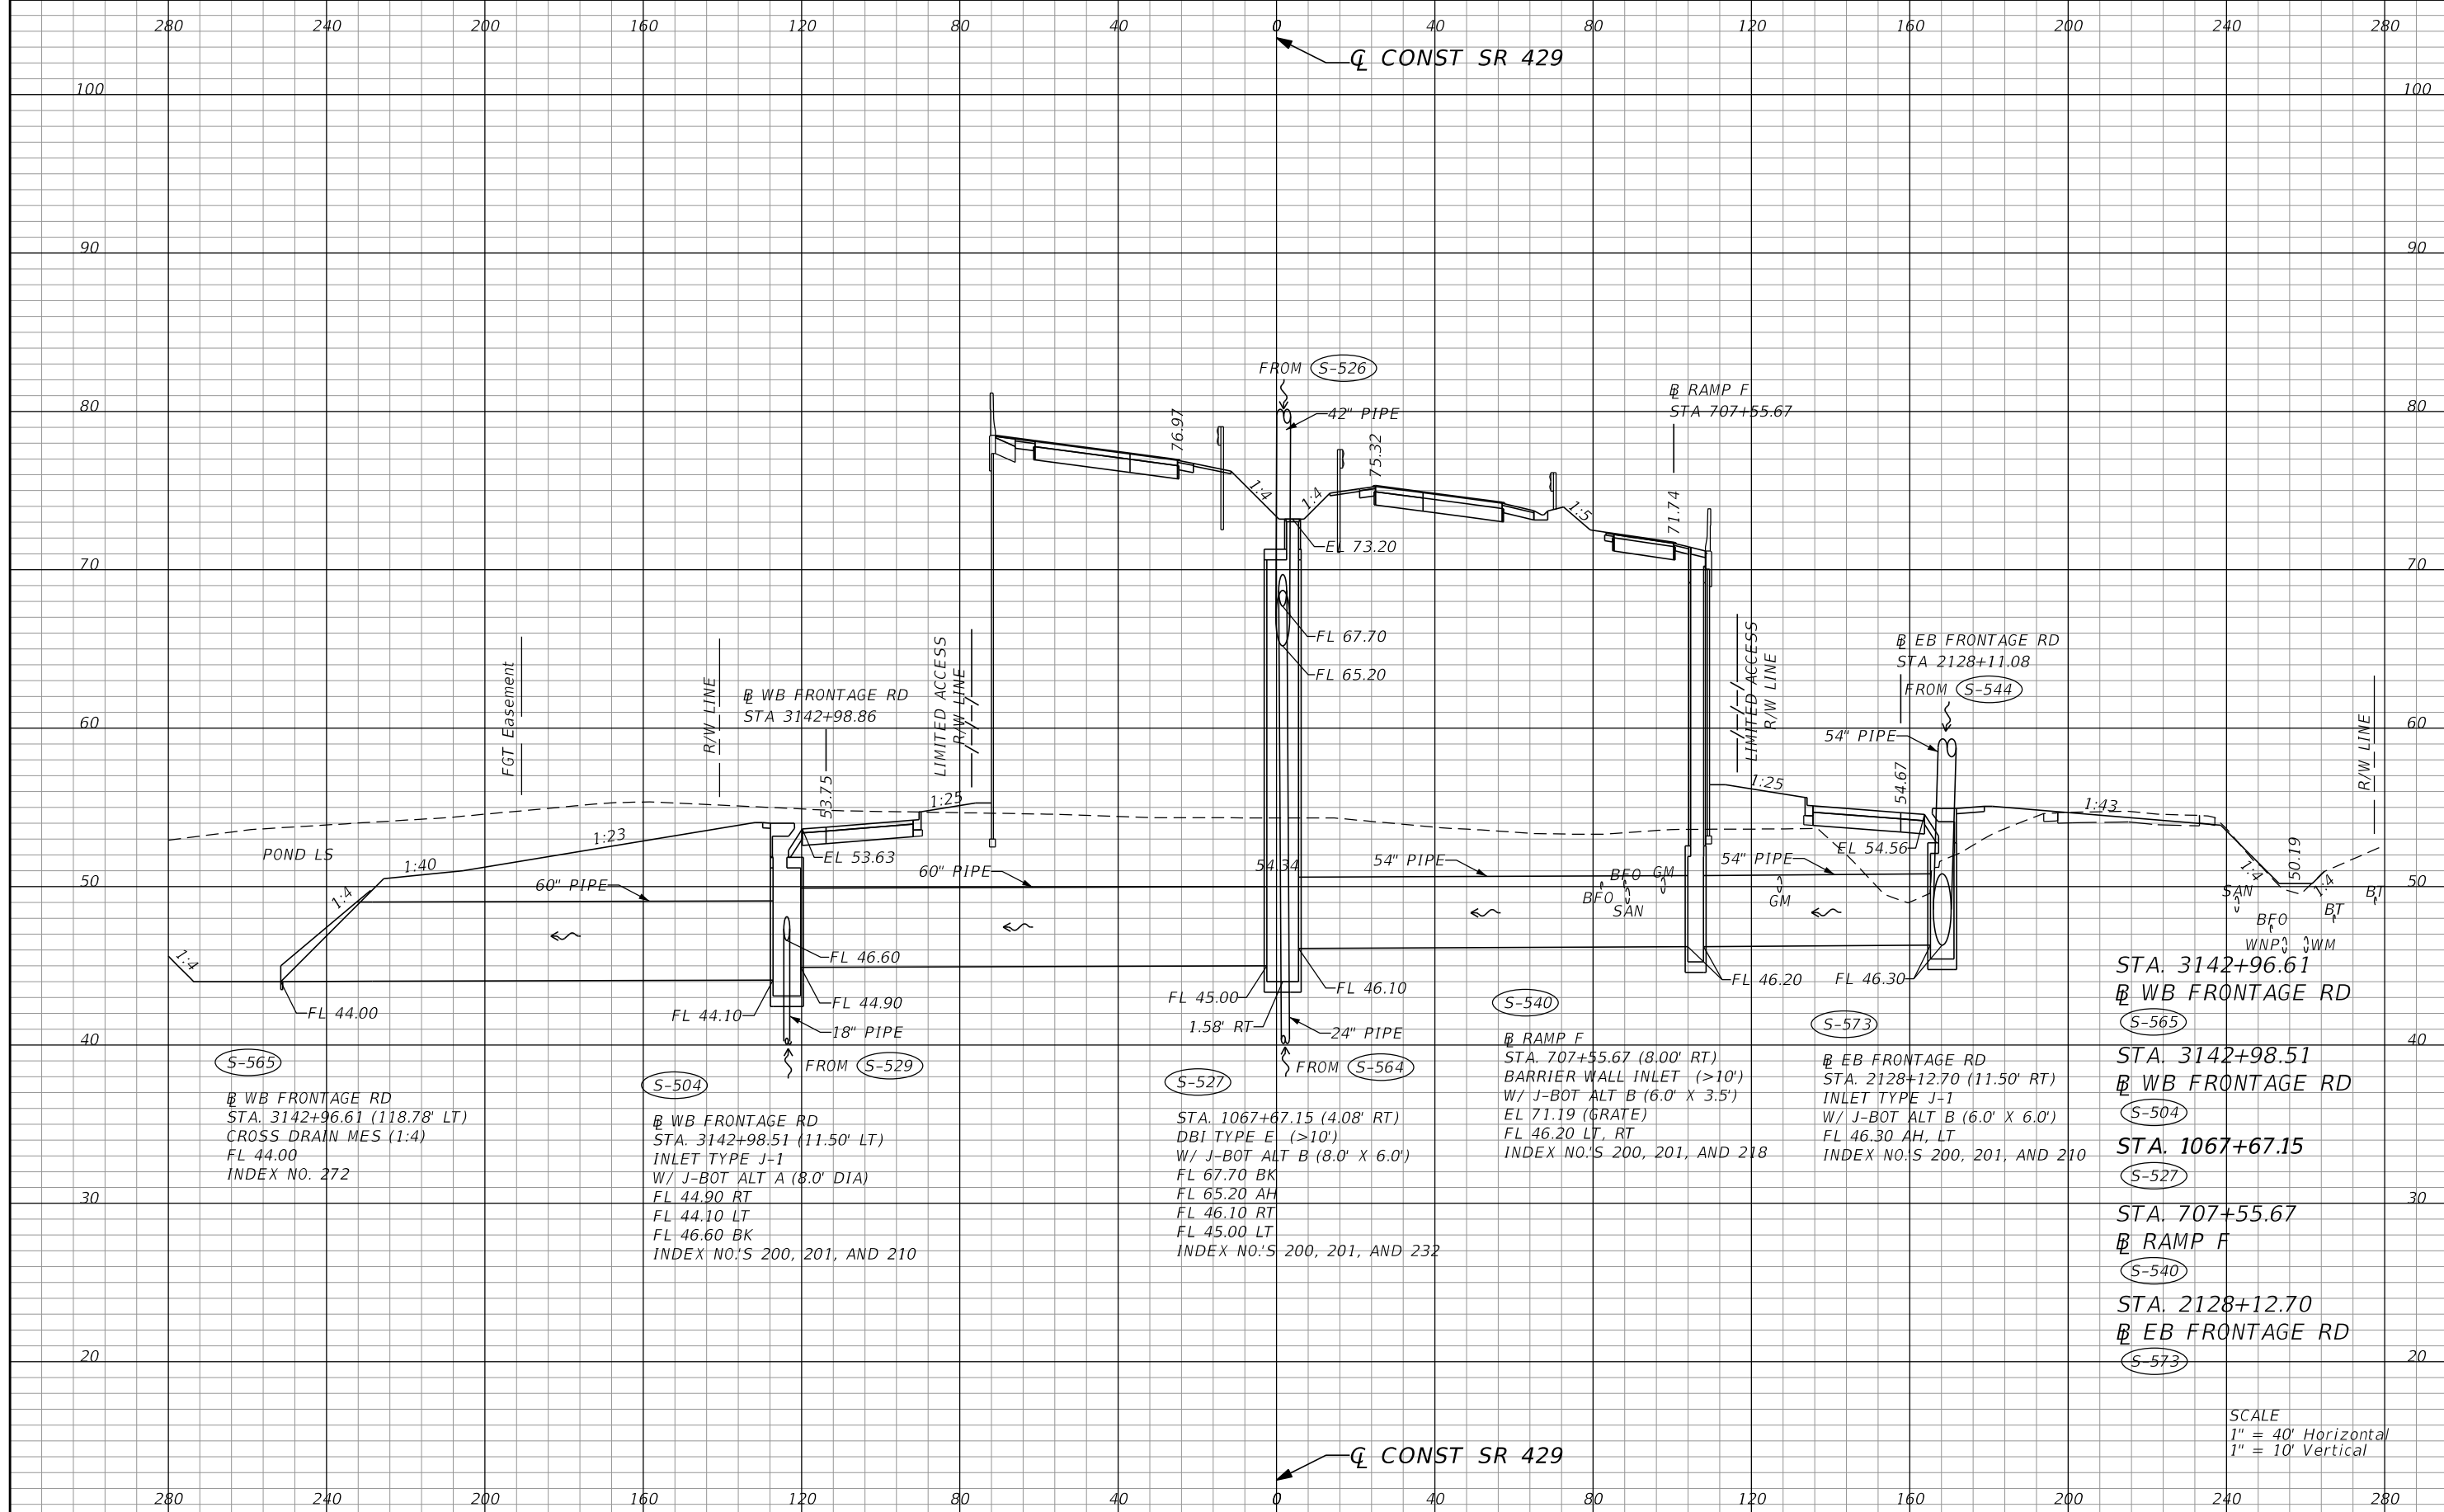 280 240 200 160 120 80 40 0 40 80 120 160 200 240 280
℄ CONST SR 429
100 100
90 90
80 80
70 70
60 60
50 50
40 40
30 30
20 20
FROM S-526
42" PIPE
76.97
75.32
1:4
1:4
1:5
℄ RAMP F
STA 707+55.67
71.74
EL 73.20
FL 67.70
FL 65.20
FGT Easement
R/W LINE
LIMITED ACCESS
R/W LINE
LIMITED ACCESS
R/W LINE
R/W LINE
B̲L WB FRONTAGE RD
STA 3142+98.86
53.75
1:25
B̲L EB FRONTAGE RD
STA 2128+11.08
FROM S-544
54" PIPE
54.67
1:25
1:43
POND LS
1:40
1:23
1:4
1:4
EL 53.63
60" PIPE
60" PIPE
54.34
54" PIPE
54" PIPE
EL 54.56
BFO
BFO
GM
SAN
GM
1:4
50.19
1:4
SAN
BFO
BT
BT
WNP
WM
FL 46.60
FL 44.90
FL 44.00
FL 44.10
18" PIPE
FROM S-529
FL 45.00
1.58' RT
FL 46.10
24" PIPE
FROM S-564
FL 46.20
FL 46.30
S-565
BL WB FRONTAGE RD
STA. 3142+96.61 (118.78' LT)
CROSS DRAIN MES (1:4)
FL 44.00
INDEX NO. 272
S-504
BL WB FRONTAGE RD
STA. 3142+98.51 (11.50' LT)
INLET TYPE J-1
W/ J-BOT ALT A (8.0' DIA)
FL 44.90 RT
FL 44.10 LT
FL 46.60 BK
INDEX NO.'S 200, 201, AND 210
S-527
STA. 1067+67.15 (4.08' RT)
DBI TYPE E (>10')
W/ J-BOT ALT B (8.0' X 6.0')
FL 67.70 BK
FL 65.20 AH
FL 46.10 RT
FL 45.00 LT
INDEX NO.'S 200, 201, AND 232
S-540
BL RAMP F
STA. 707+55.67 (8.00' RT)
BARRIER WALL INLET (>10')
W/ J-BOT ALT B (6.0' X 3.5')
EL 71.19 (GRATE)
FL 46.20 LT, RT
INDEX NO.'S 200, 201, AND 218
S-573
BL EB FRONTAGE RD
STA. 2128+12.70 (11.50' RT)
INLET TYPE J-1
W/ J-BOT ALT B (6.0' X 6.0')
FL 46.30 AH, LT
INDEX NO.'S 200, 201, AND 210
STA. 3142+96.61
BL WB FRONTAGE RD
S-565
STA. 3142+98.51
BL WB FRONTAGE RD
S-504
STA. 1067+67.15
S-527
STA. 707+55.67
BL RAMP F
S-540
STA. 2128+12.70
BL EB FRONTAGE RD
S-573
SCALE
1" = 40' Horizontal
1" = 10' Vertical
℄ CONST SR 429
280 240 200 160 120 80 40 0 40 80 120 160 200 240 280